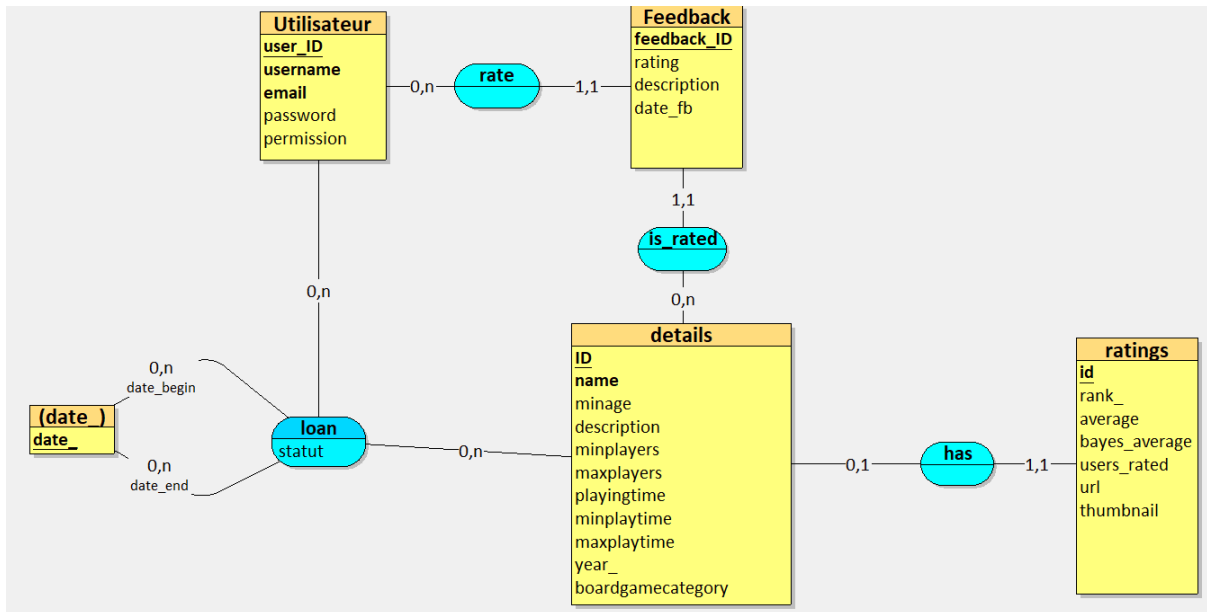 Utilisateur
user_ID
username
email
password
permission
0,n
rate
1,1
Feedback
feedback_ID
rating
description
date_fb
1,1
is_rated
0,n
0,n
details
ID
name
minage
description
minplayers
maxplayers
playingtime
minplaytime
maxplaytime
year_
boardgamecategory
0,n
date_begin
(date_)
date_
0,n
date_end
loan
statut
0,n
0,1
has
1,1
ratings
id
rank_
average
bayes_average
users_rated
url
thumbnail